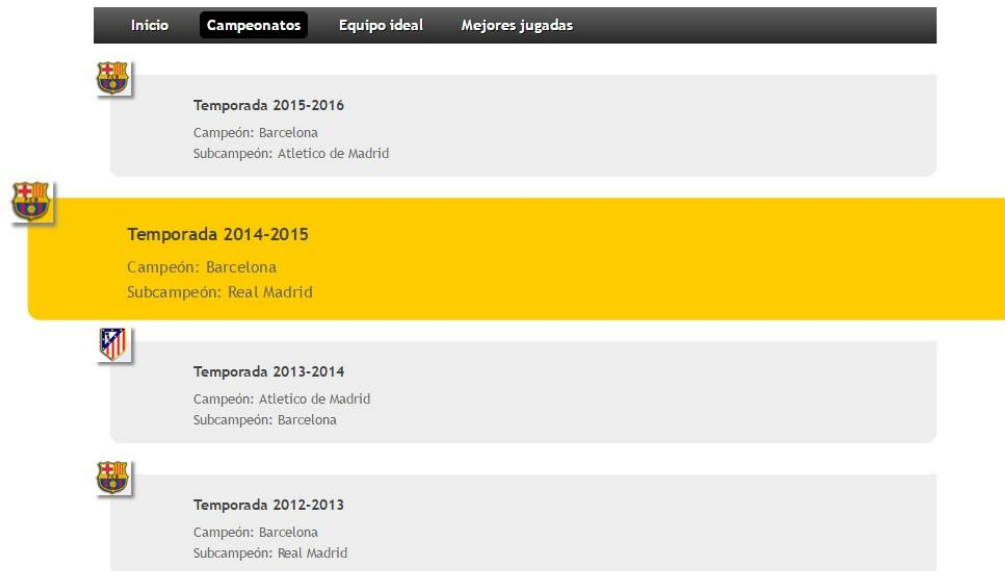 Inicio Campeonatos Equipo ideal Mejores jugadas
Temporada 2015-2016
Campeón: Barcelona
Subcampeón: Atletico de Madrid
Temporada 2014-2015
Campeón: Barcelona
Subcampeón: Real Madrid
Temporada 2013-2014
Campeón: Atletico de Madrid
Subcampeón: Barcelona
Temporada 2012-2013
Campeón: Barcelona
Subcampeón: Real Madrid